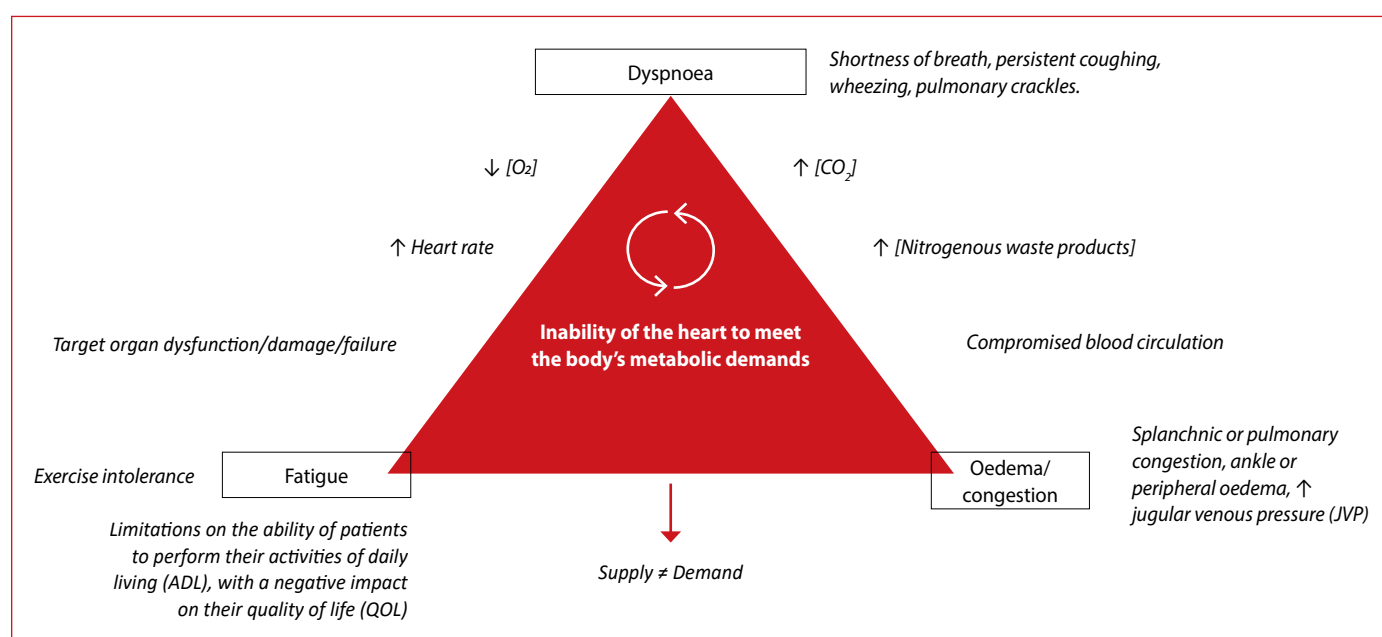 Dyspnoea
Shortness of breath, persistent coughing,
wheezing, pulmonary crackles.
↓ [O₂]
↑ [CO₂]
↑ Heart rate
↑ [Nitrogenous waste products]
Inability of the heart to meet
the body’s metabolic demands
Target organ dysfunction/damage/failure
Compromised blood circulation
Exercise intolerance
Fatigue
Limitations on the ability of patients
to perform their activities of daily
living (ADL), with a negative impact
on their quality of life (QOL)
Oedema/
congestion
Splanchnic or pulmonary
congestion, ankle or
peripheral oedema, ↑
jugular venous pressure (JVP)
Supply ≠ Demand